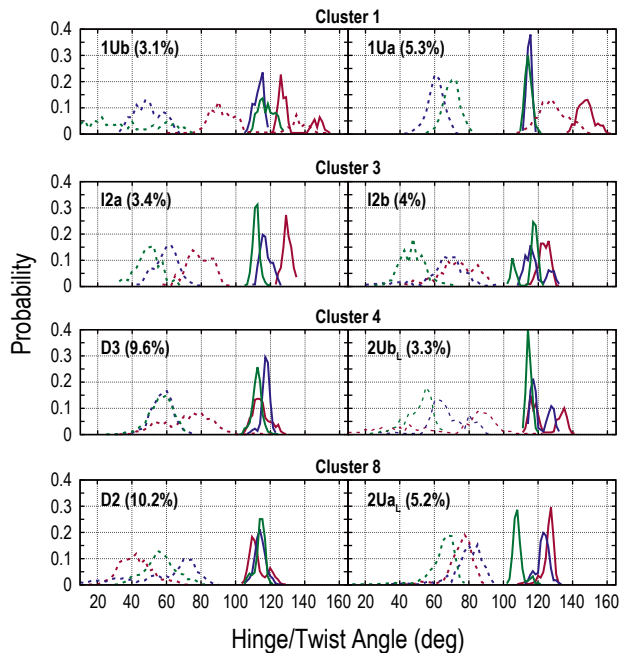 Cluster 1
0.4
0.3
0.2
0.1
0
1Ub (3.1%)
1Ua (5.3%)
Cluster 3
0.4
0.3
0.2
0.1
0
I2a (3.4%)
I2b (4%)
Cluster 4
0.4
0.3
0.2
0.1
0
D3 (9.6%)
2Ub_L (3.3%)
Cluster 8
0.4
0.3
0.2
0.1
0
D2 (10.2%)
2Ua_L (5.2%)
20 40 60 80 100 120 140 20 40 60 80 100 120 140 160
Probability
Hinge/Twist Angle (deg)